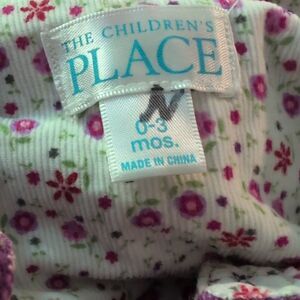 THE CHILDREN'S
PLACE
N
0-3
mos.
MADE IN CHINA